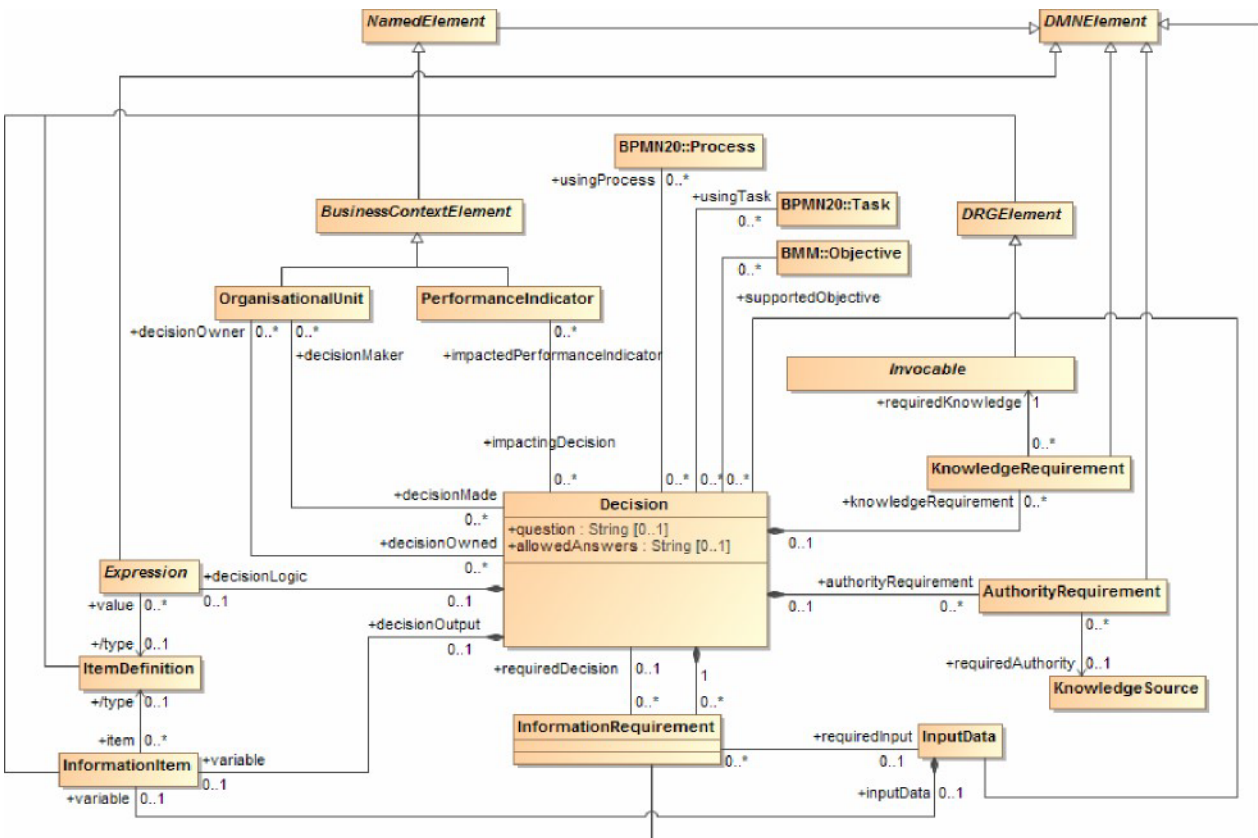 NamedElement
DMNElement
BPMN20::Process
+usingProcess
0..*
+usingTask
BPMN20::Task
0..*
BusinessContextElement
DRGElement
BMM::Objective
0..*
+supportedObjective
OrganisationalUnit
PerformanceIndicator
+decisionOwner
0..*
0..*
0..*
+decisionMaker
+impactedPerformanceIndicator
Invocable
+requiredKnowledge
1
+impactingDecision
0..*
KnowledgeRequirement
0..*
0..*
0..*
0..*
+knowledgeRequirement
0..*
+decisionMade
0..*
Decision
+question : String [0..1]
+allowedAnswers : String [0..1]
0..1
+decisionOwned
0..*
Expression
+decisionLogic
0..1
0..1
+authorityRequirement
0..1
0..*
AuthorityRequirement
+value
0..*
+decisionOutput
0..1
0..*
+/type
0..1
+requiredDecision
0..1
1
+requiredAuthority
0..1
ItemDefinition
KnowledgeSource
+/type
0..1
0..*
0..*
InformationRequirement
+item
0..*
+requiredInput
InputData
InformationItem
+variable
0..1
0..*
0..1
+variable
0..1
+inputData
0..1